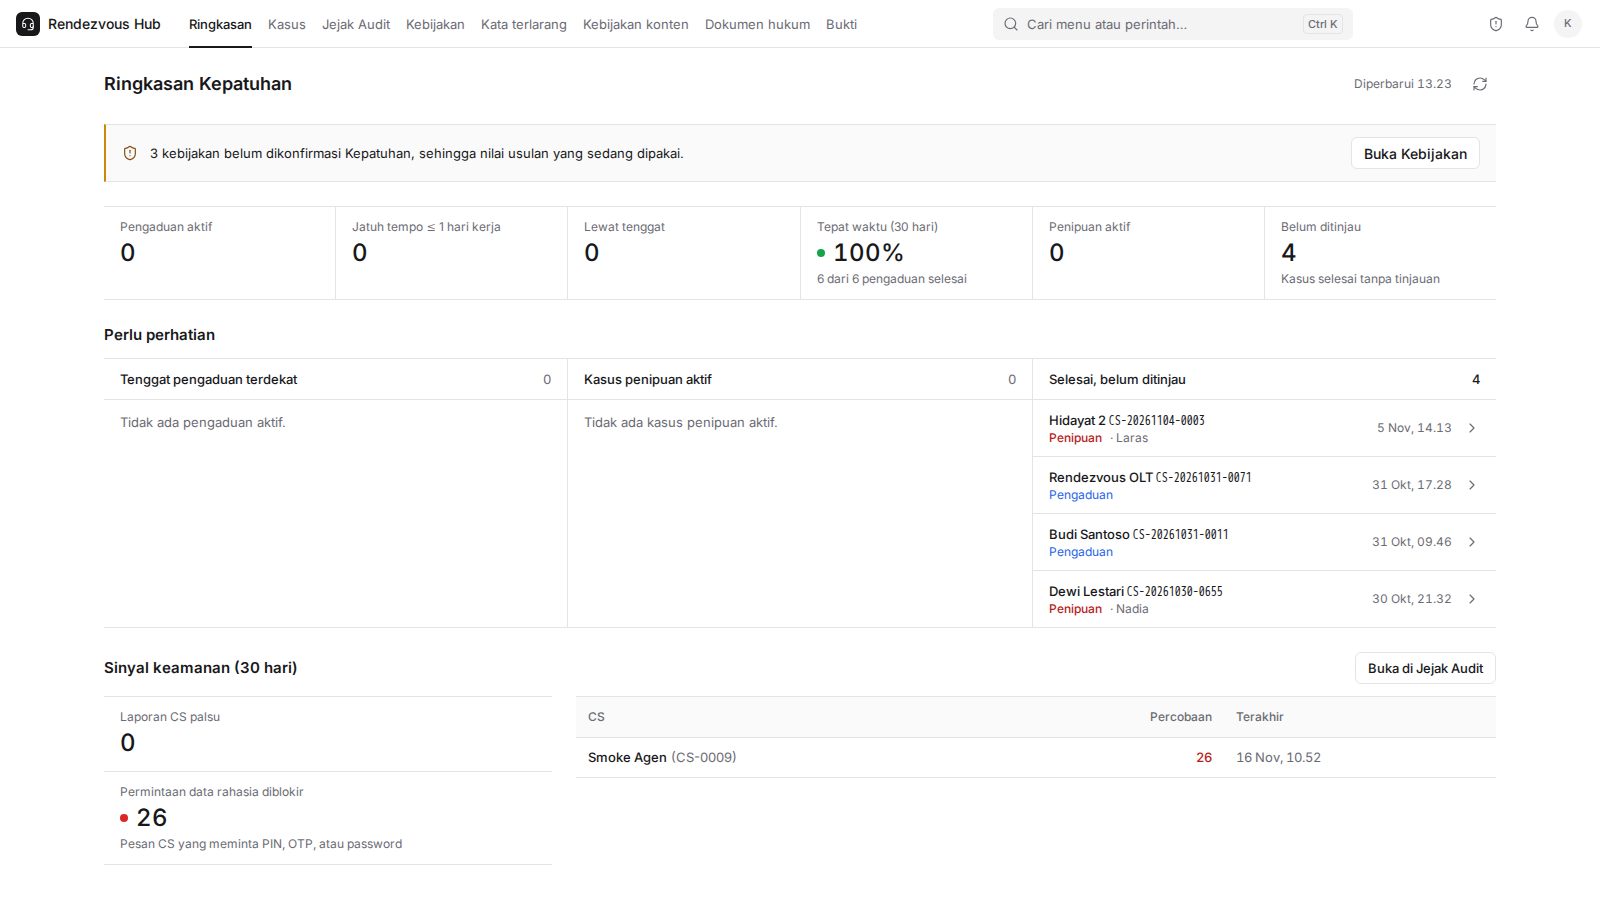 Rendezvous Hub
Ringkasan
Kasus
Jejak Audit
Kebijakan
Kata terlarang
Kebijakan konten
Dokumen hukum
Bukti
Cari menu atau perintah...
Ctrl K
K
Ringkasan Kepatuhan
Diperbarui 13.23
3 kebijakan belum dikonfirmasi Kepatuhan, sehingga nilai usulan yang sedang dipakai.
Buka Kebijakan
Pengaduan aktif
0
Jatuh tempo ≤ 1 hari kerja
0
Lewat tenggat
0
Tepat waktu (30 hari)
100%
6 dari 6 pengaduan selesai
Penipuan aktif
0
Belum ditinjau
4
Kasus selesai tanpa tinjauan
Perlu perhatian
Tenggat pengaduan terdekat 0
Tidak ada pengaduan aktif.
Kasus penipuan aktif 0
Tidak ada kasus penipuan aktif.
Selesai, belum ditinjau 4
Hidayat 2 CS-20261104-0003
Penipuan · Laras
5 Nov, 14.13
Rendezvous OLT CS-20261031-0071
Pengaduan
31 Okt, 17.28
Budi Santoso CS-20261031-0011
Pengaduan
31 Okt, 09.46
Dewi Lestari CS-20261030-0655
Penipuan · Nadia
30 Okt, 21.32
Sinyal keamanan (30 hari)
Buka di Jejak Audit
Laporan CS palsu
0
Permintaan data rahasia diblokir
26
Pesan CS yang meminta PIN, OTP, atau password
CS Percobaan Terakhir
Smoke Agen (CS-0009) 26 16 Nov, 10.52